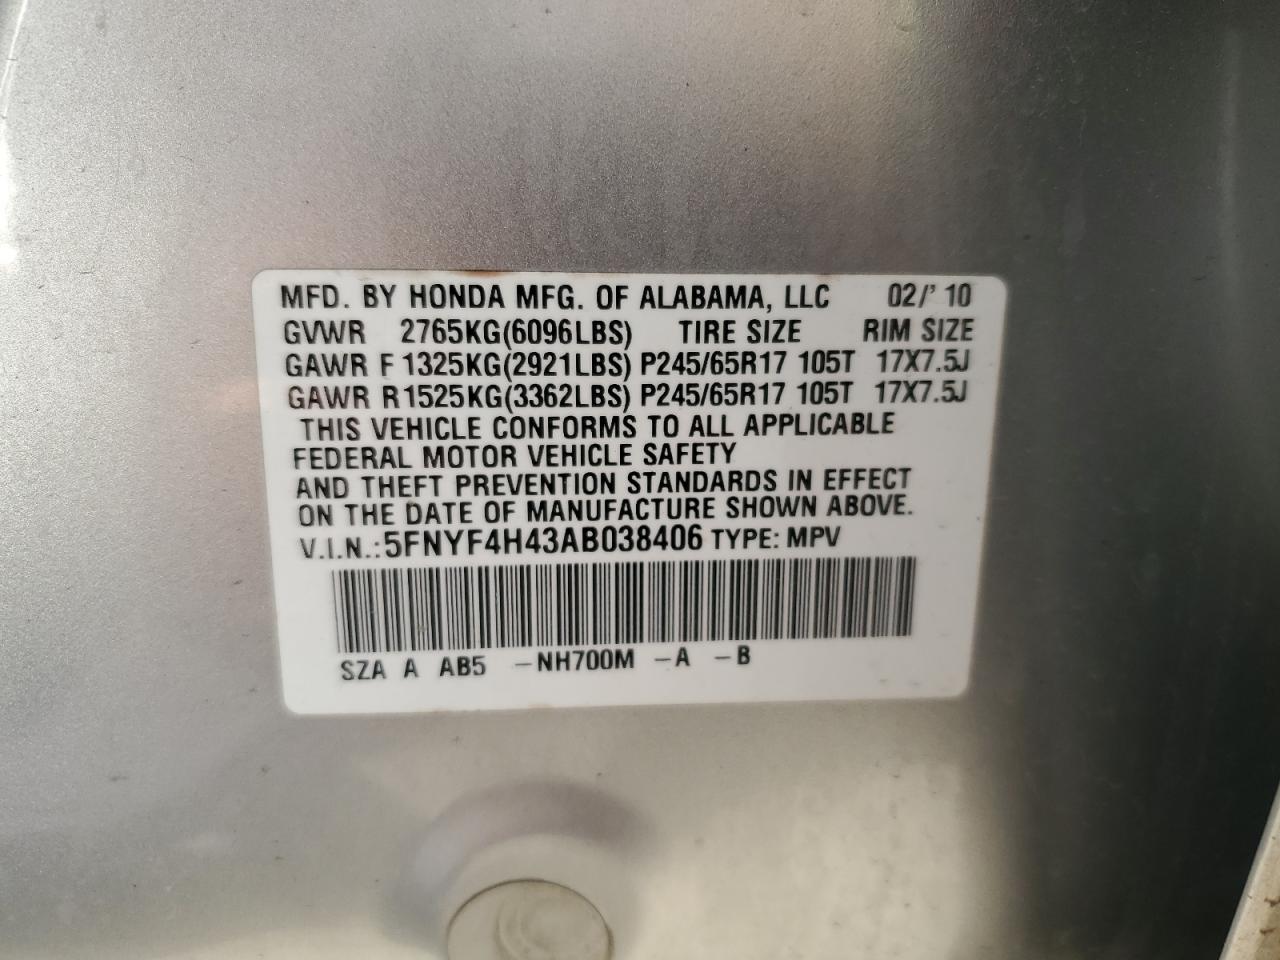 MFD. BY HONDA MFG. OF ALABAMA, LLC 02/' 10
GVWR 2765KG(6096LBS) TIRE SIZE RIM SIZE
GAWR F 1325KG(2921LBS) P245/65R17 105T 17X7.5J
GAWR R 1525KG(3362LBS) P245/65R17 105T 17X7.5J
THIS VEHICLE CONFORMS TO ALL APPLICABLE
FEDERAL MOTOR VEHICLE SAFETY
AND THEFT PREVENTION STANDARDS IN EFFECT
ON THE DATE OF MANUFACTURE SHOWN ABOVE.
V.I.N.: 5FNYF4H43AB038406 TYPE: MPV
SZA A AB5 -NH700M -A -B